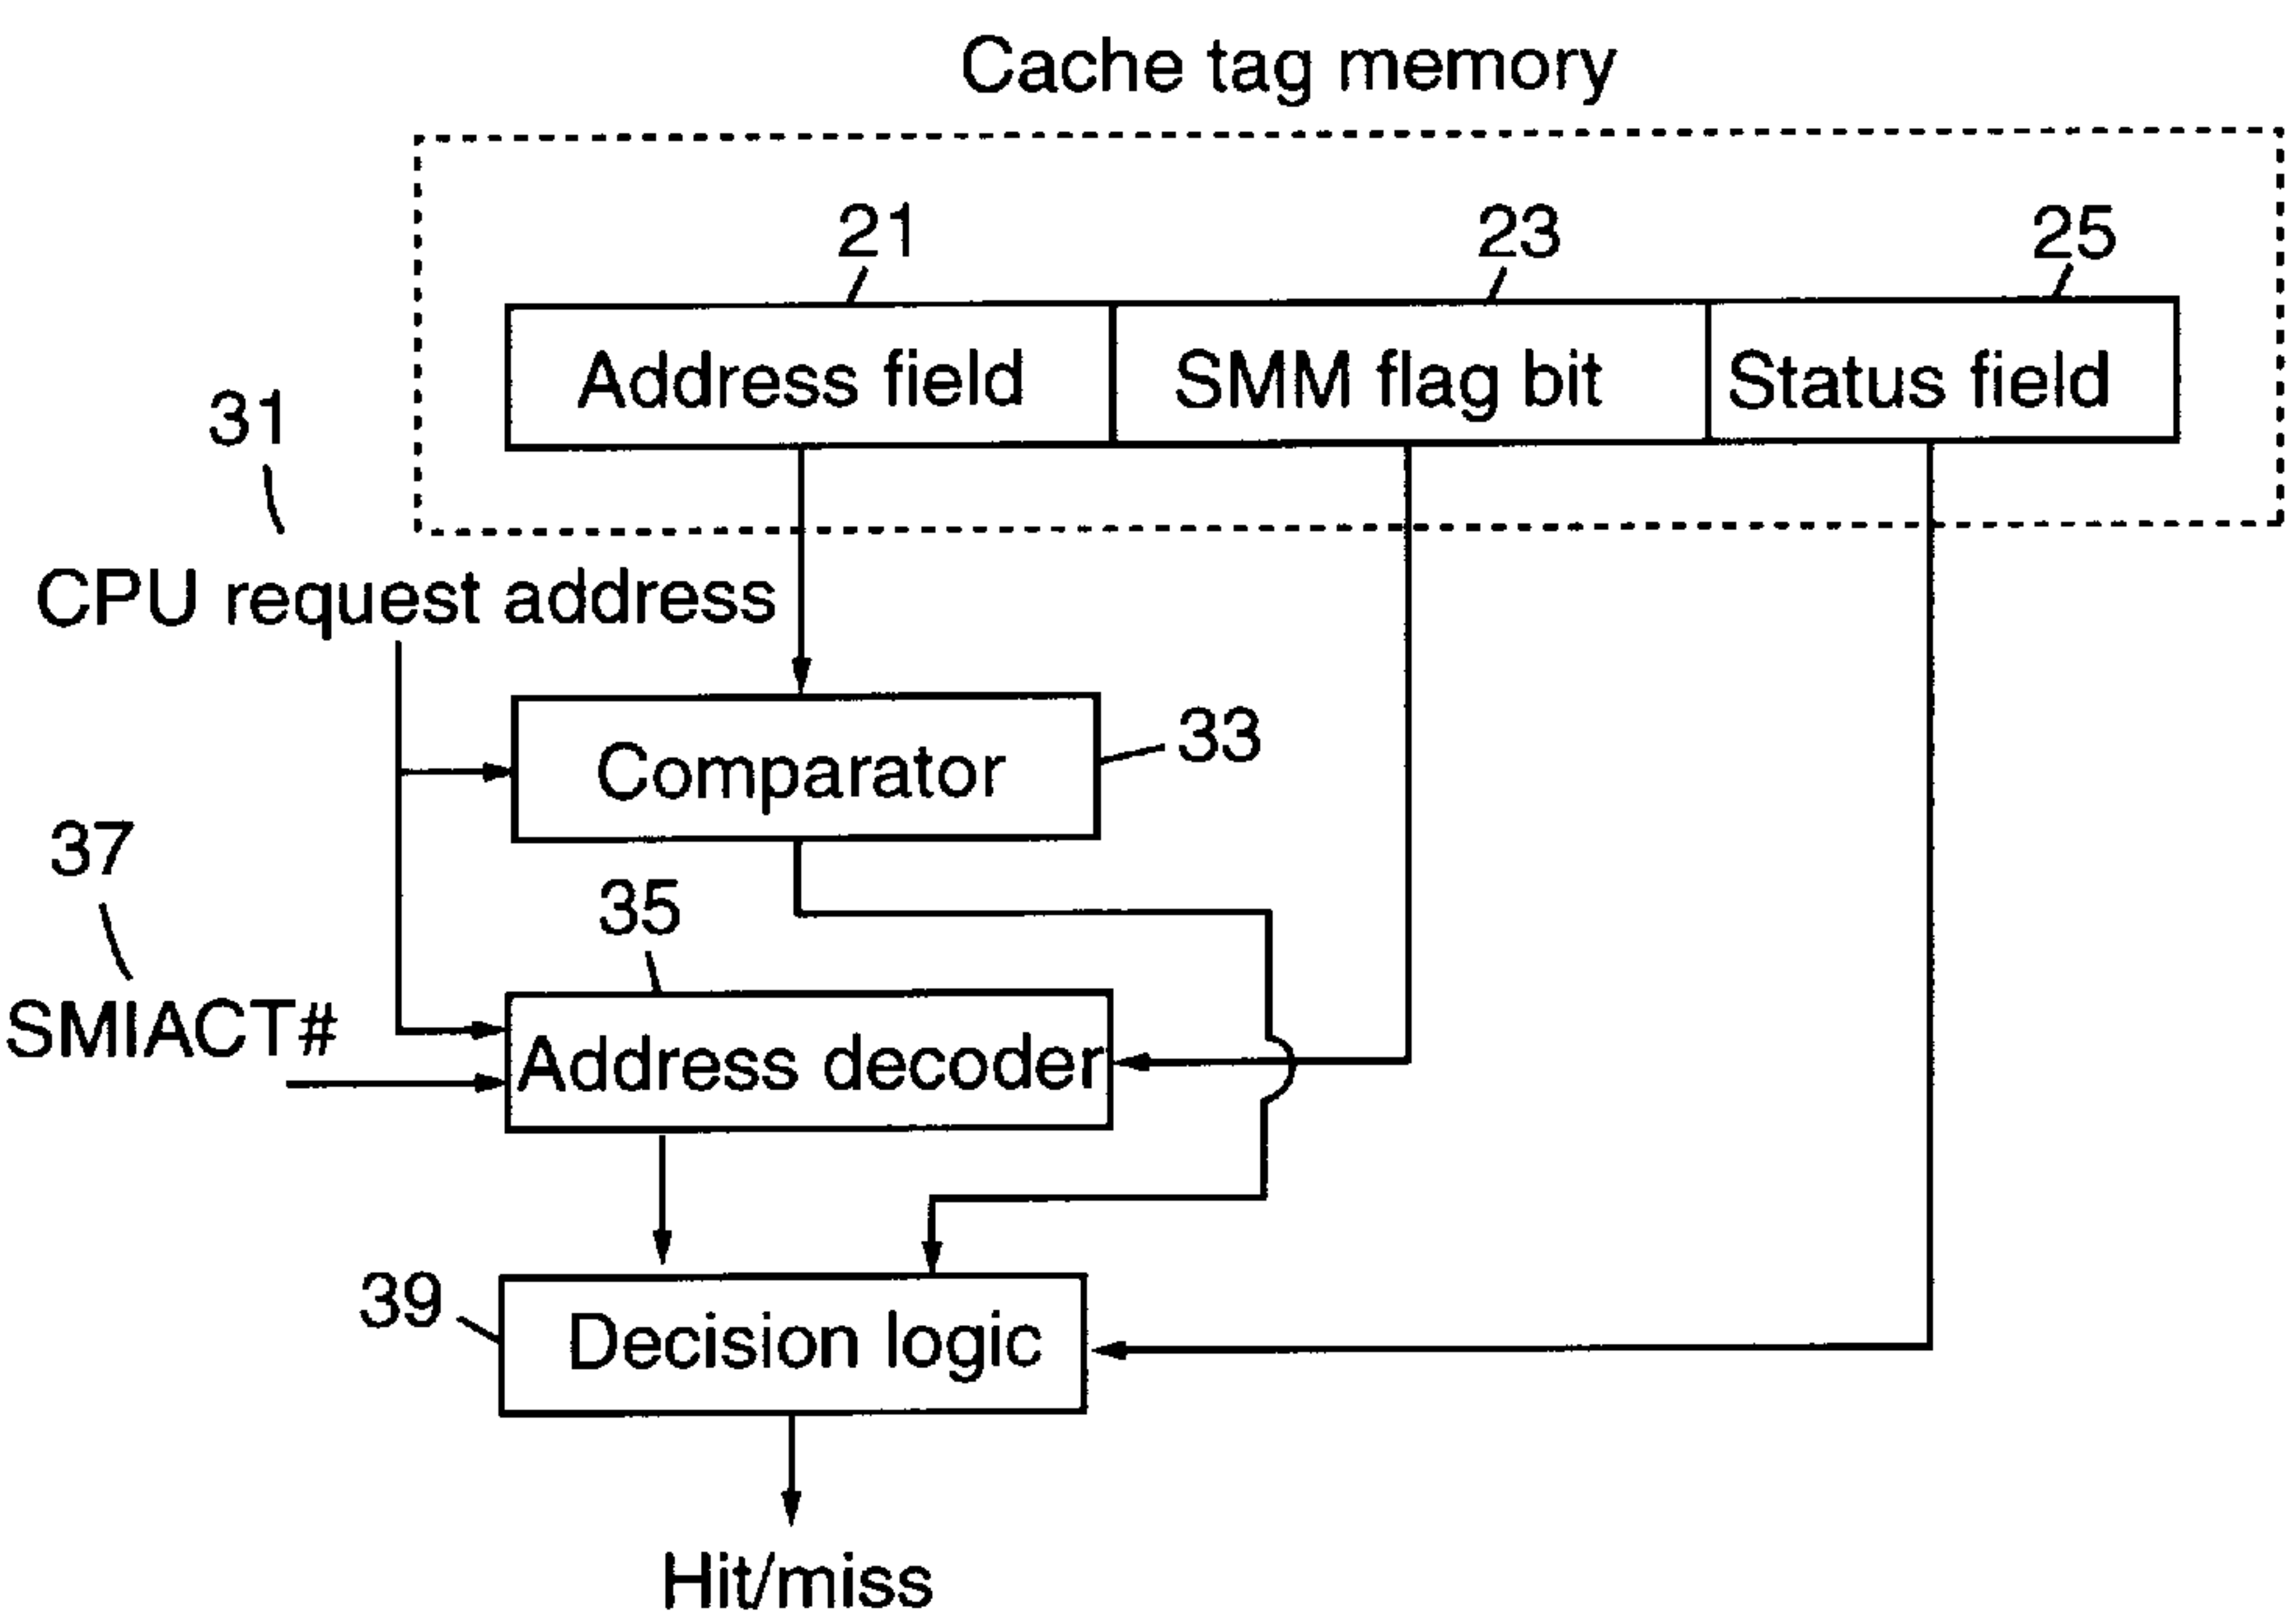 Cache tag memory
21 23 25
Address field SMM flag bit Status field
31
CPU request address
Comparator 33
37
35
SMIACT#
Address decoder
39
Decision logic
Hit/miss